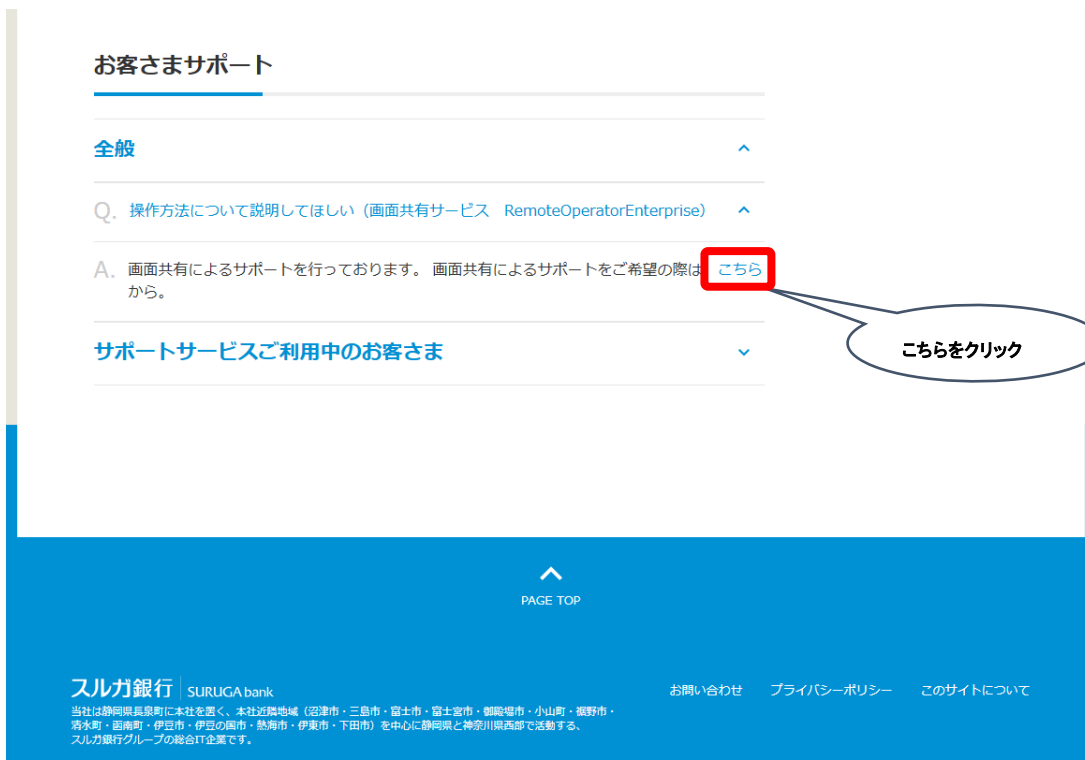 お客さまサポート
全般
Q. 操作方法について説明してほしい（画面共有サービス　RemoteOperatorEnterprise）
A. 画面共有によるサポートを行っております。 画面共有によるサポートをご希望の際は こちら
から。
こちらをクリック
サポートサービスご利用中のお客さま
PAGE TOP
スルガ銀行 SURUGA bank
お問い合わせ プライバシーポリシー このサイトについて
当社は静岡県長泉町に本社を置く、本社近隣地域（沼津市・三島市・富士市・富士宮市・御殿場市・小山町・裾野市・
清水町・函南町・伊豆市・伊豆の国市・熱海市・伊東市・下田市）を中心に静岡県と神奈川県西部で活動する、
スルガ銀行グループの総合IT企業です。